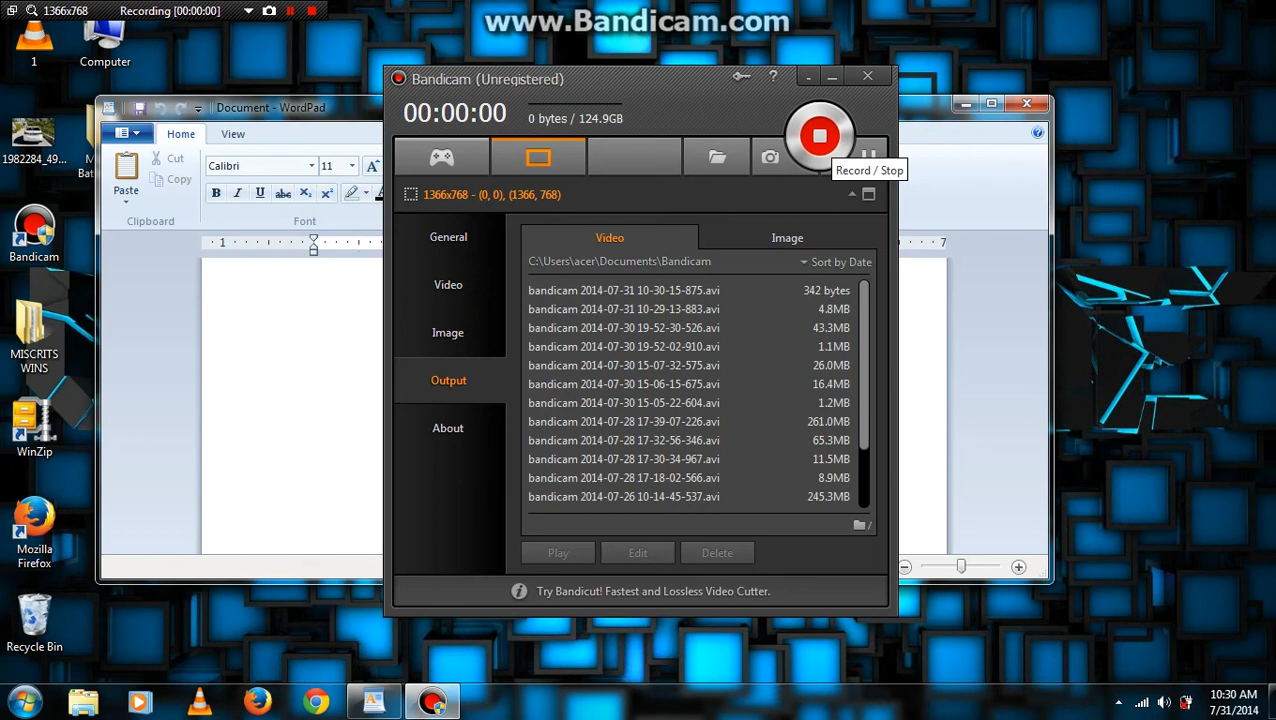 1366x768 Recording [00:00:00]
www.Bandicam.com
1
Computer
1982284_49...
Bat
Bandicam
MISCRITS WINS
WinZip
Mozilla Firefox
Recycle Bin
Document - WordPad
Home View
Paste
Cut
Copy
Clipboard
Calibri 11 A
B I U abc X₂ X²
Font
1
7
Bandicam (Unregistered)
00:00:00 0 bytes / 124.9GB
Record / Stop
1366x768 - (0, 0), (1366, 768)
General
Video
Image
Output
About
Video Image
C:\Users\acer\Documents\Bandicam Sort by Date
bandicam 2014-07-31 10-30-15-875.avi 342 bytes
bandicam 2014-07-31 10-29-13-883.avi 4.8MB
bandicam 2014-07-30 19-52-30-526.avi 43.3MB
bandicam 2014-07-30 19-52-02-910.avi 1.1MB
bandicam 2014-07-30 15-07-32-575.avi 26.0MB
bandicam 2014-07-30 15-06-15-675.avi 16.4MB
bandicam 2014-07-30 15-05-22-604.avi 1.2MB
bandicam 2014-07-28 17-39-07-226.avi 261.0MB
bandicam 2014-07-28 17-32-56-346.avi 65.3MB
bandicam 2014-07-28 17-30-34-967.avi 11.5MB
bandicam 2014-07-28 17-18-02-566.avi 8.9MB
bandicam 2014-07-26 10-14-45-537.avi 245.3MB
/
Play Edit Delete
Try Bandicut! Fastest and Lossless Video Cutter.
10:30 AM
7/31/2014